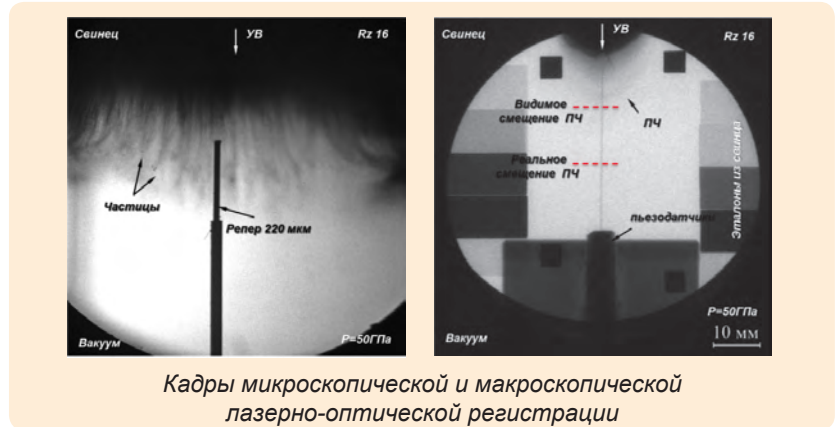 Свинец
УВ
Rz 16
Частицы
Репер 220 мкм
Вакуум
P=50ГПа
Свинец
УВ
Rz 16
Видимое
смещение ПЧ
ПЧ
Реальное
смещение ПЧ
Эталоны из свинца
пьезодатчики
P=50ГПа
Вакуум
10 мм
Кадры микроскопической и макроскопической
лазерно-оптической регистрации